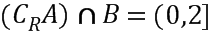 (C_R A) ∩ B = (0,2]